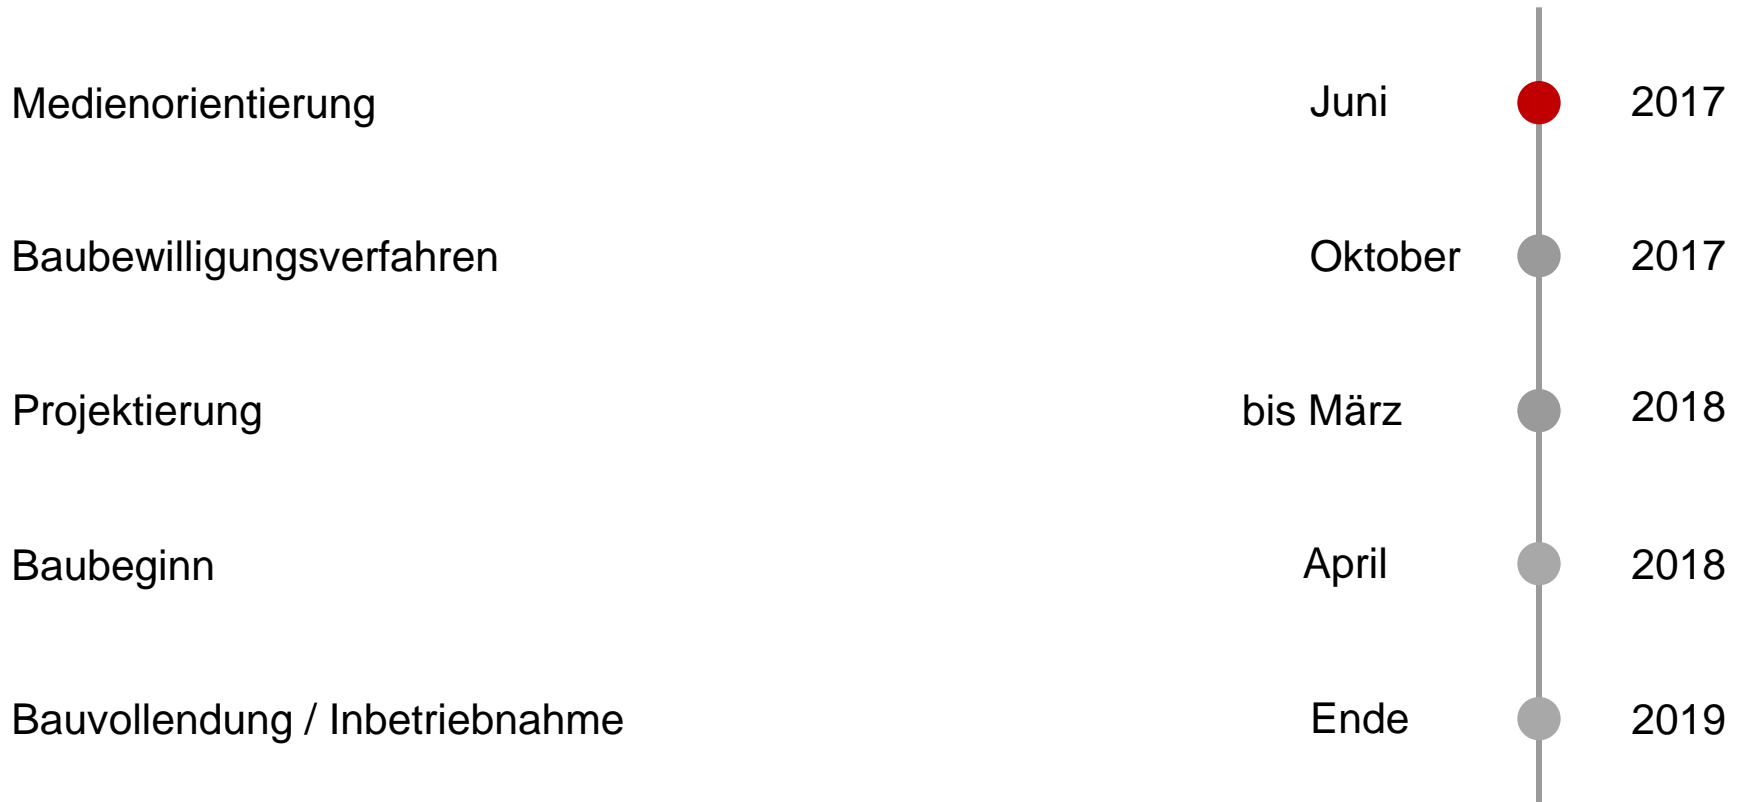 Medienorientierung Juni 2017
Baubewilligungsverfahren Oktober 2017
Projektierung bis März 2018
Baubeginn April 2018
Bauvollendung / Inbetriebnahme Ende 2019